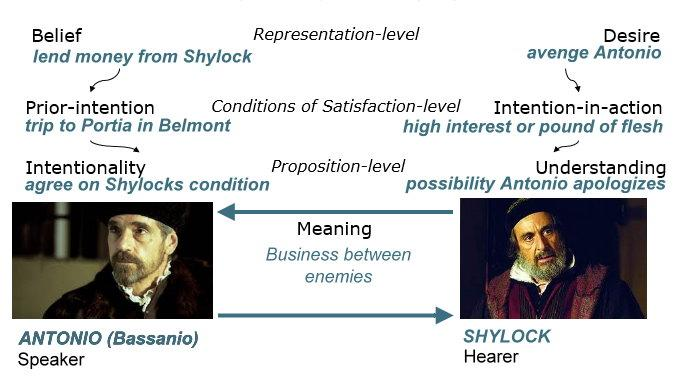 Belief
Representation-level
Desire
lend money from Shylock
avenge Antonio
Prior-intention
Conditions of Satisfaction-level
Intention-in-action
trip to Portia in Belmont
high interest or pound of flesh
Intentionality
Proposition-level
Understanding
agree on Shylocks condition
possibility Antonio apologizes
Meaning
Business between
enemies
ANTONIO (Bassanio)
Speaker
SHYLOCK
Hearer